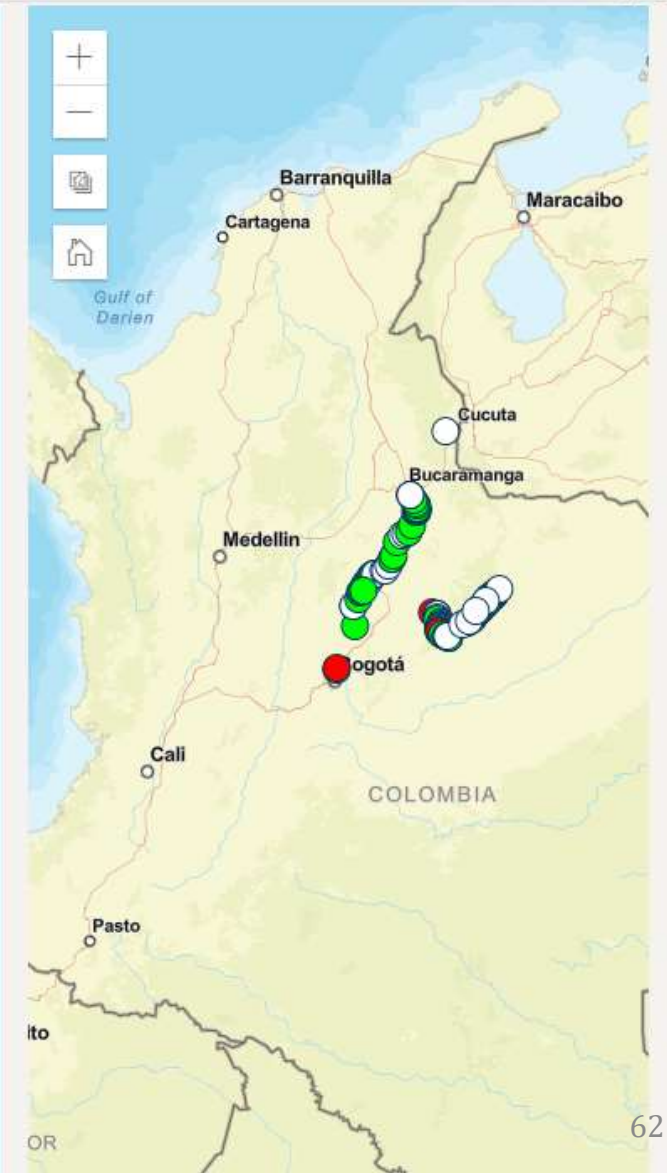 Barranquilla
Maracaibo
Cartagena
Gulf of
Darien
Cucuta
Bucaramanga
Medellin
ogotá
Cali
COLOMBIA
Pasto
ito
62
OR